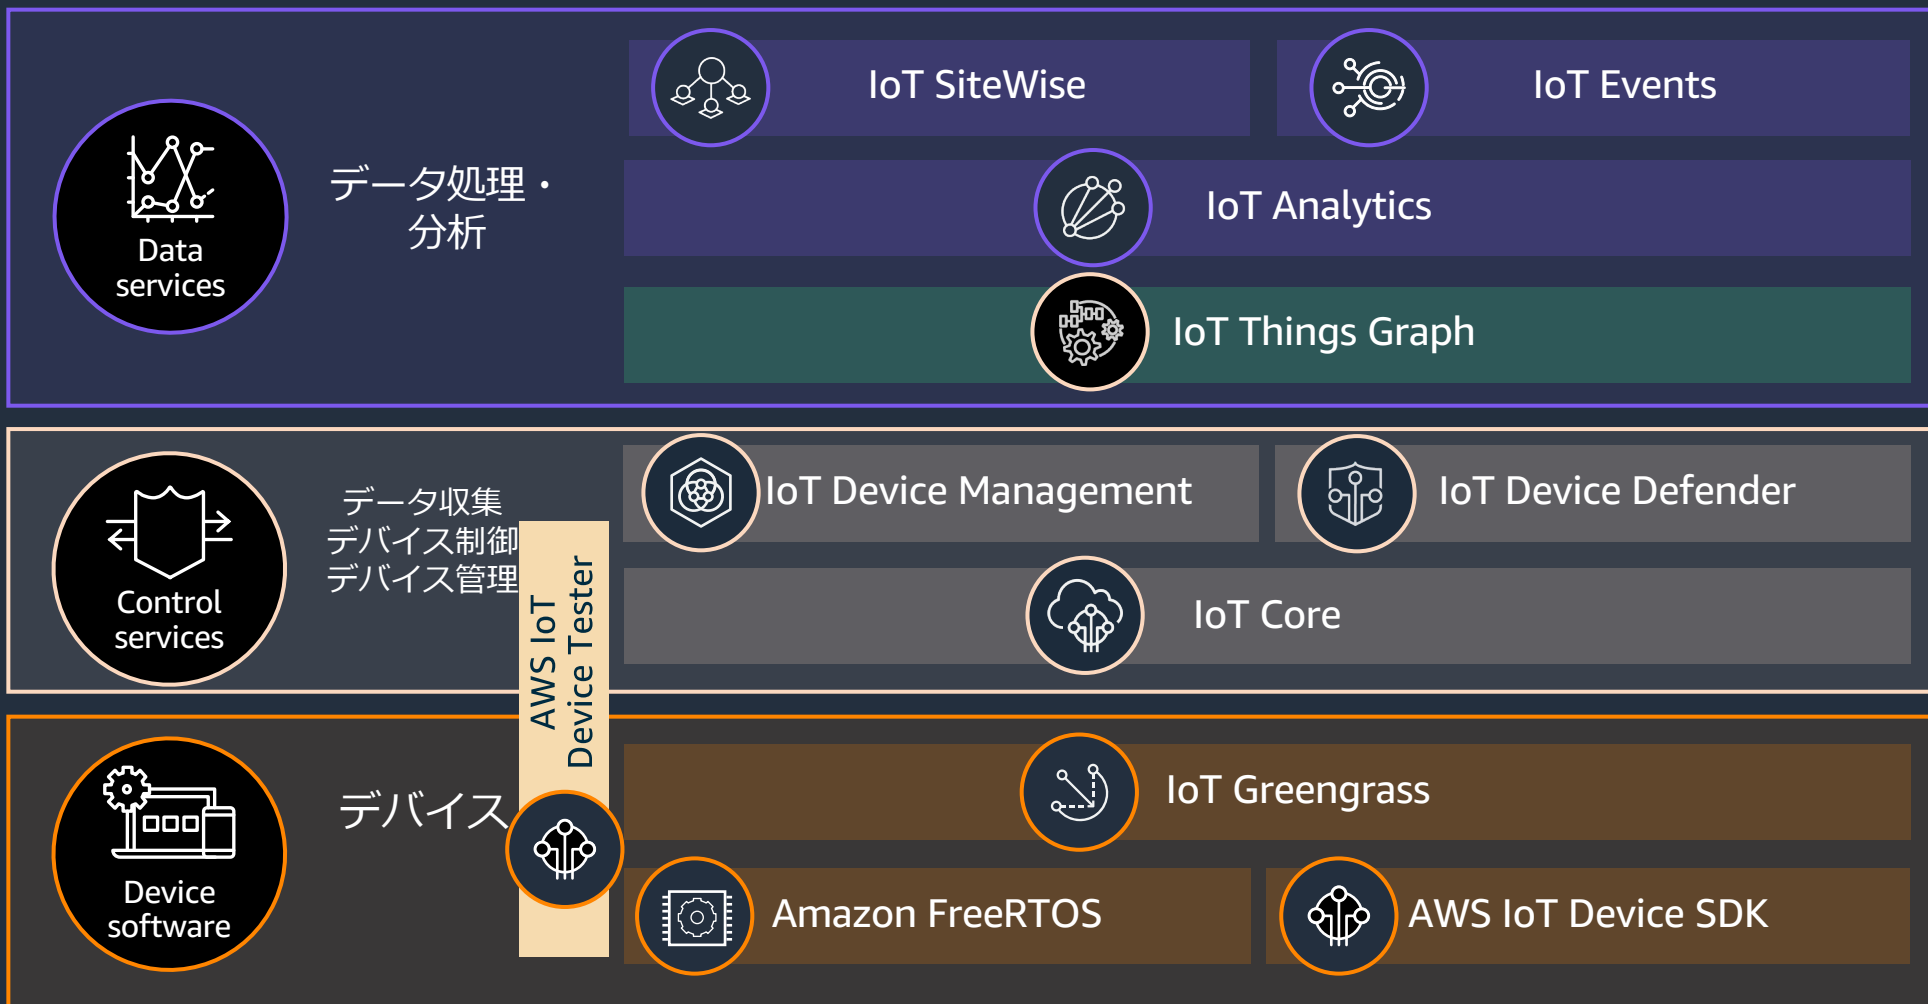 Data
services
データ処理・
分析
IoT SiteWise
IoT Events
IoT Analytics
IoT Things Graph
Control
services
データ収集
デバイス制御
デバイス管理
IoT Device Management
IoT Device Defender
IoT Core
AWS IoT
Device Tester
Device
software
デバイス
IoT Greengrass
Amazon FreeRTOS
AWS IoT Device SDK